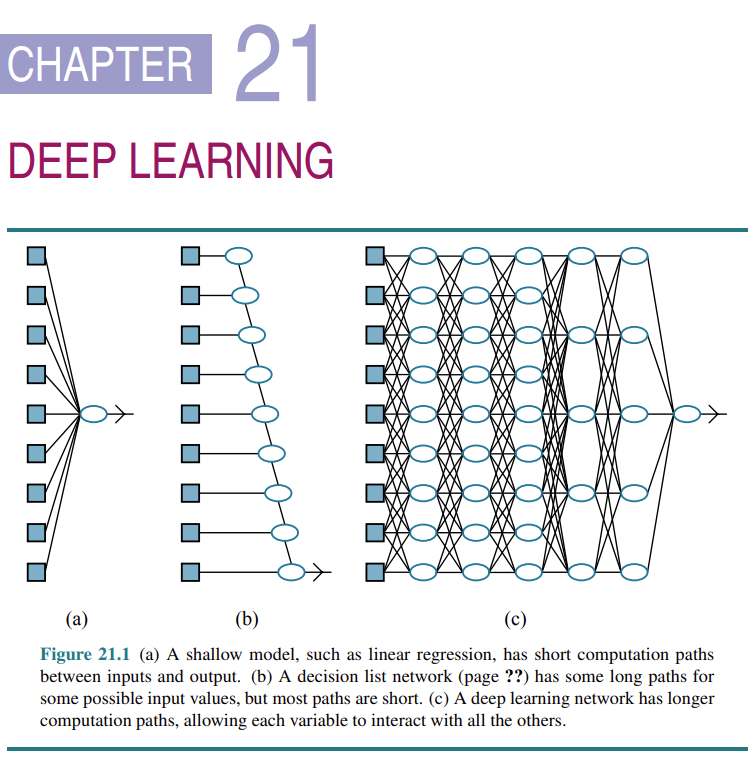 CHAPTER 21
DEEP LEARNING
(a) (b) (c)
Figure 21.1 (a) A shallow model, such as linear regression, has short computation paths
between inputs and output. (b) A decision list network (page ??) has some long paths for
some possible input values, but most paths are short. (c) A deep learning network has longer
computation paths, allowing each variable to interact with all the others.